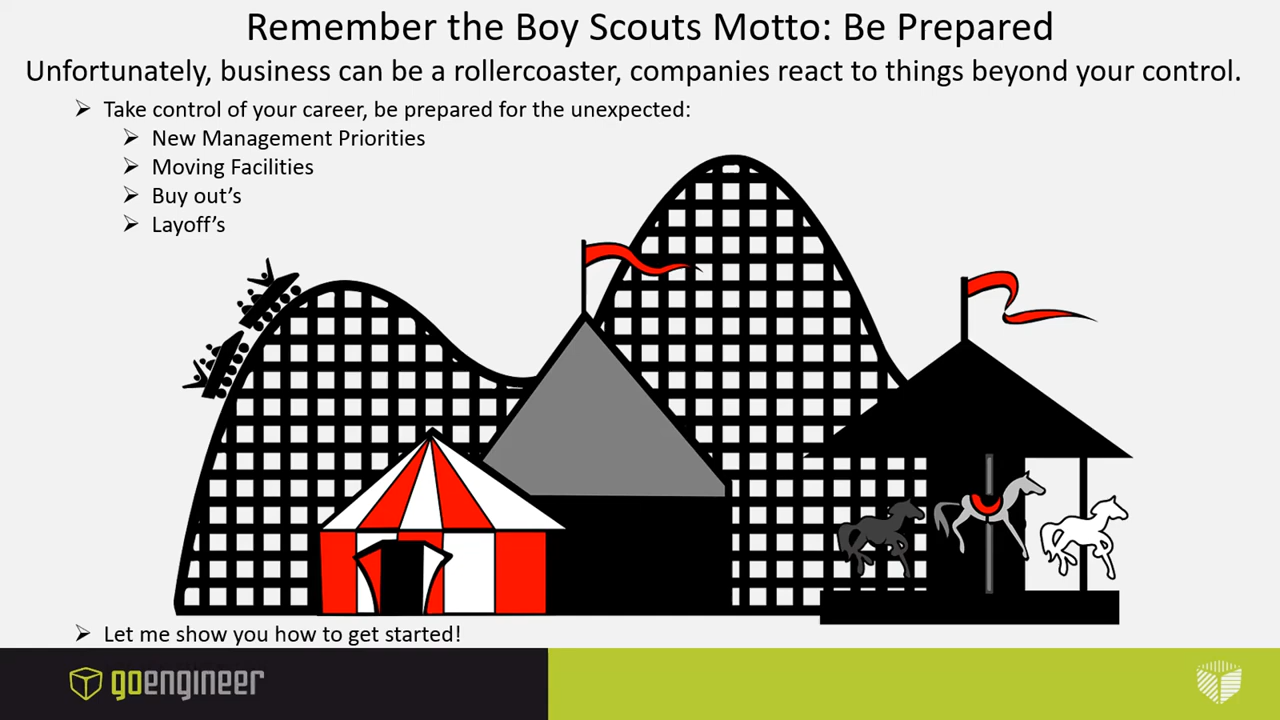 Remember the Boy Scouts Motto: Be Prepared
Unfortunately, business can be a rollercoaster, companies react to things beyond your control.
Take control of your career, be prepared for the unexpected:
New Management Priorities
Moving Facilities
Buy out’s
Layoff’s
Let me show you how to get started!
goengineer